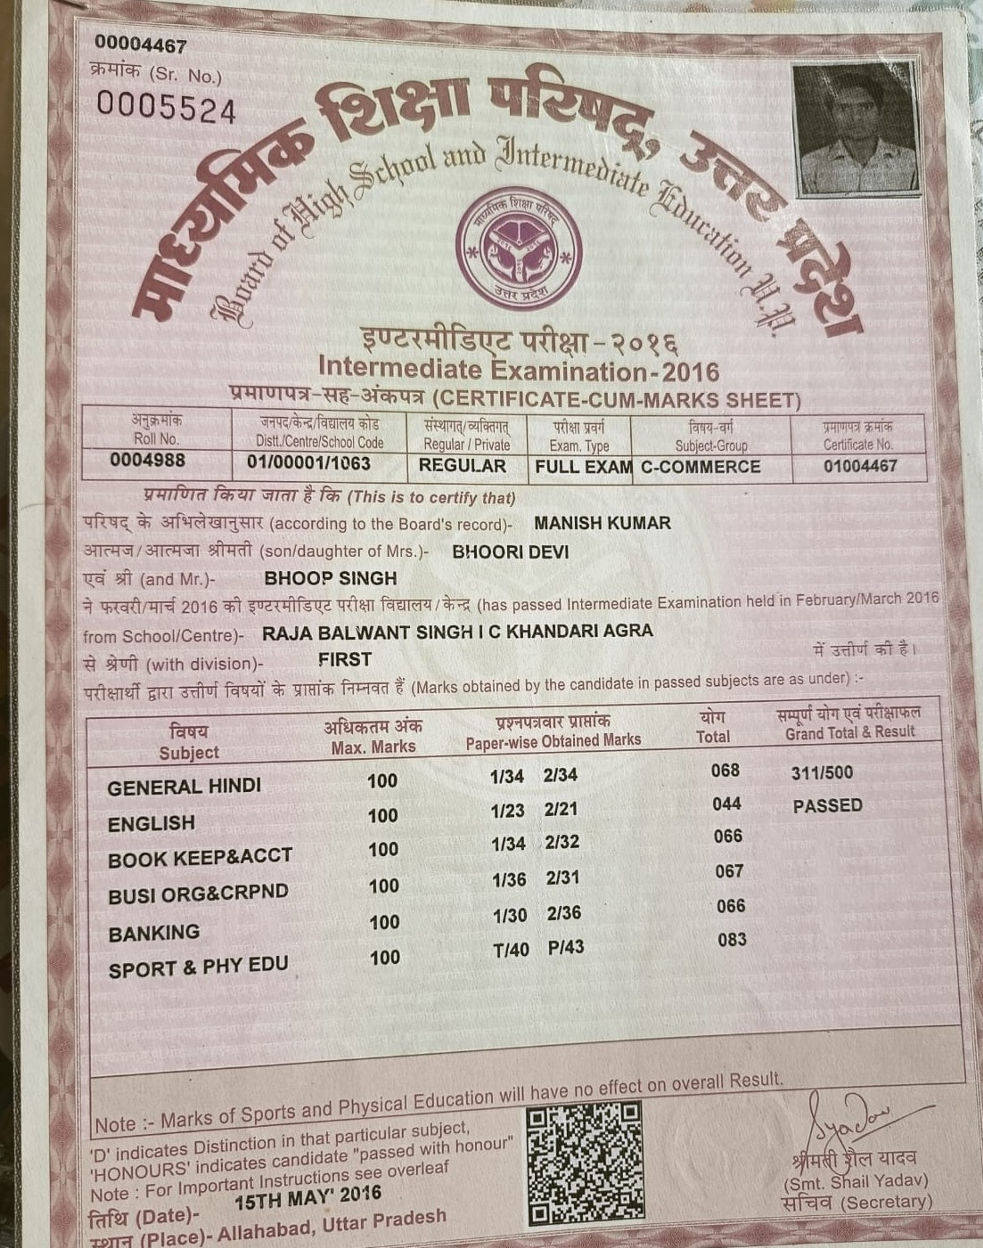 00004467
क्रमांक (Sr. No.)
0005524
माध्यमिक शिक्षा परिषद्, उत्तर प्रदेश
Board of High School and Intermediate Education U.P.
माध्यमिक शिक्षा परिषद
उत्तर प्रदेश
इण्टरमीडिएट परीक्षा - २०१६
Intermediate Examination - 2016
प्रमाणपत्र-सह-अंकपत्र (CERTIFICATE-CUM-MARKS SHEET)
अनुक्रमांक जनपद/केन्द्र/विद्यालय कोड संस्थागत/व्यक्तिगत परीक्षा प्रवर्ग विषय-वर्ग प्रमाणपत्र क्रमांक
Roll No. Distt./Centre/School Code Regular / Private Exam. Type Subject-Group Certificate No.
0004988 01/00001/1063 REGULAR FULL EXAM C-COMMERCE 01004467
प्रमाणित किया जाता है कि (This is to certify that)
परिषद के अभिलेखानुसार (according to the Board's record)- MANISH KUMAR
आत्मज/आत्मजा श्रीमती (son/daughter of Mrs.)- BHOORI DEVI
एवं श्री (and Mr.)- BHOOP SINGH
ने फरवरी/मार्च 2016 की इण्टरमीडिएट परीक्षा विद्यालय/केन्द्र (has passed Intermediate Examination held in February/March 2016
from School/Centre)- RAJA BALWANT SINGH I C KHANDARI AGRA
से श्रेणी (with division)- FIRST में उत्तीर्ण की है।
परीक्षार्थी द्वारा उत्तीर्ण विषयों के प्राप्तांक निम्नवत हैं (Marks obtained by the candidate in passed subjects are as under) :-
विषय अधिकतम अंक प्रश्नपत्रवार प्राप्तांक योग सम्पूर्ण योग एवं परीक्षाफल
Subject Max. Marks Paper-wise Obtained Marks Total Grand Total & Result
GENERAL HINDI 100 1/34 2/34 068 311/500
ENGLISH 100 1/23 2/21 044 PASSED
BOOK KEEP&ACCT 100 1/34 2/32 066
BUSI ORG&CRPND 100 1/36 2/31 067
BANKING 100 1/30 2/36 066
SPORT & PHY EDU 100 T/40 P/43 083
Note :- Marks of Sports and Physical Education will have no effect on overall Result.
'D' indicates Distinction in that particular subject,
'HONOURS' indicates candidate "passed with honour"
Note : For Important Instructions see overleaf
तिथि (Date)- 15TH MAY' 2016
स्थान (Place)- Allahabad, Uttar Pradesh
SYadav
श्रीमती शैल यादव
(Smt. Shail Yadav)
सचिव (Secretary)